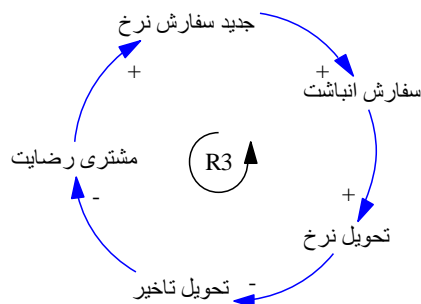 جدید سفارش نرخ
+
+
سفارش انباشت
مشتری رضایت
R3
-
+
تحویل نرخ
-
تحویل تاخیر